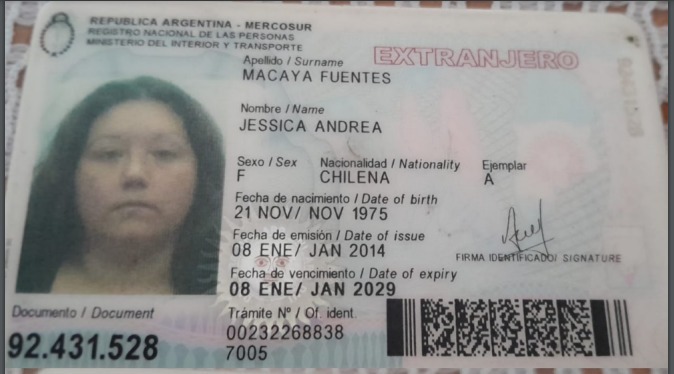 REPUBLICA ARGENTINA - MERCOSUR
REGISTRO NACIONAL DE LAS PERSONAS
MINISTERIO DEL INTERIOR Y TRANSPORTE
EXTRANJERO
Apellido / Surname
MACAYA FUENTES
Nombre / Name
JESSICA ANDREA
Sexo / Sex Nacionalidad / Nationality Ejemplar
F CHILENA A
Fecha de nacimiento / Date of birth
21 NOV/ NOV 1975
Fecha de emisión / Date of issue
08 ENE/ JAN 2014
FIRMA IDENTIFICADO/ SIGNATURE
Fecha de vencimiento / Date of expiry
08 ENE/ JAN 2029
Documento / Document Trámite Nº / Of. ident.
92.431.528 00232268838
7005